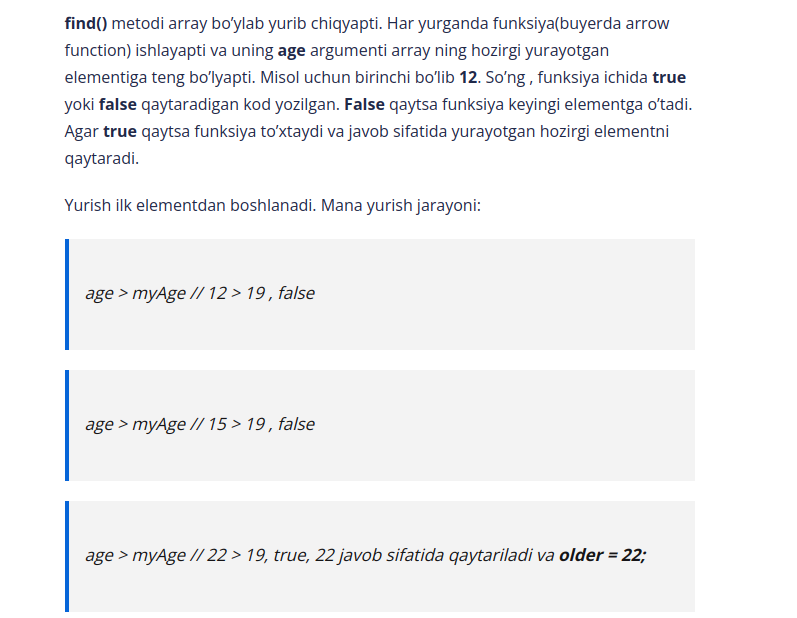 find() metodi array bo’ylab yurib chiqyapti. Har yurganda funksiya(buyerda arrow
function) ishlayapti va uning age argumenti array ning hozirgi yurayotgan
elementiga teng bo’lyapti. Misol uchun birinchi bo’lib 12. So’ng , funksiya ichida true
yoki false qaytaradigan kod yozilgan. False qaytsa funksiya keyingi elementga o’tadi.
Agar true qaytsa funksiya to’xtaydi va javob sifatida yurayotgan hozirgi elementni
qaytaradi.
Yurish ilk elementdan boshlanadi. Mana yurish jarayoni:
age > myAge // 12 > 19 , false
age > myAge // 15 > 19 , false
age > myAge // 22 > 19, true, 22 javob sifatida qaytariladi va older = 22;